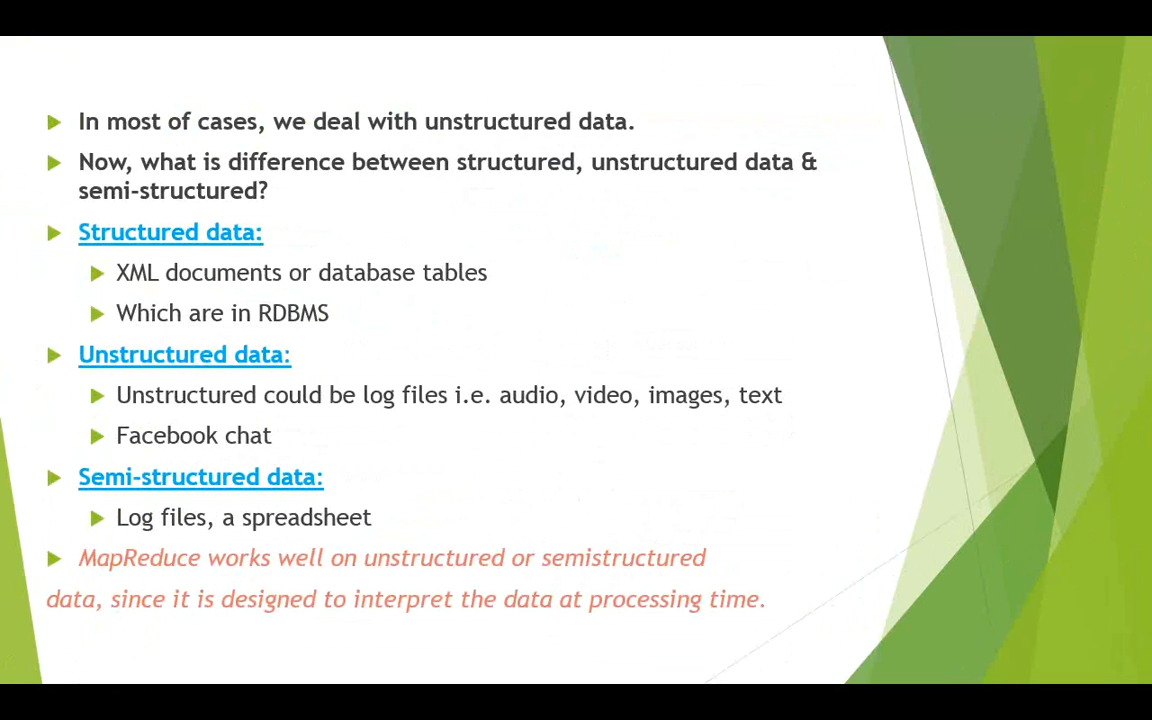 In most of cases, we deal with unstructured data.
Now, what is difference between structured, unstructured data &
semi-structured?
Structured data:
XML documents or database tables
Which are in RDBMS
Unstructured data:
Unstructured could be log files i.e. audio, video, images, text
Facebook chat
Semi-structured data:
Log files, a spreadsheet
MapReduce works well on unstructured or semistructured
data, since it is designed to interpret the data at processing time.